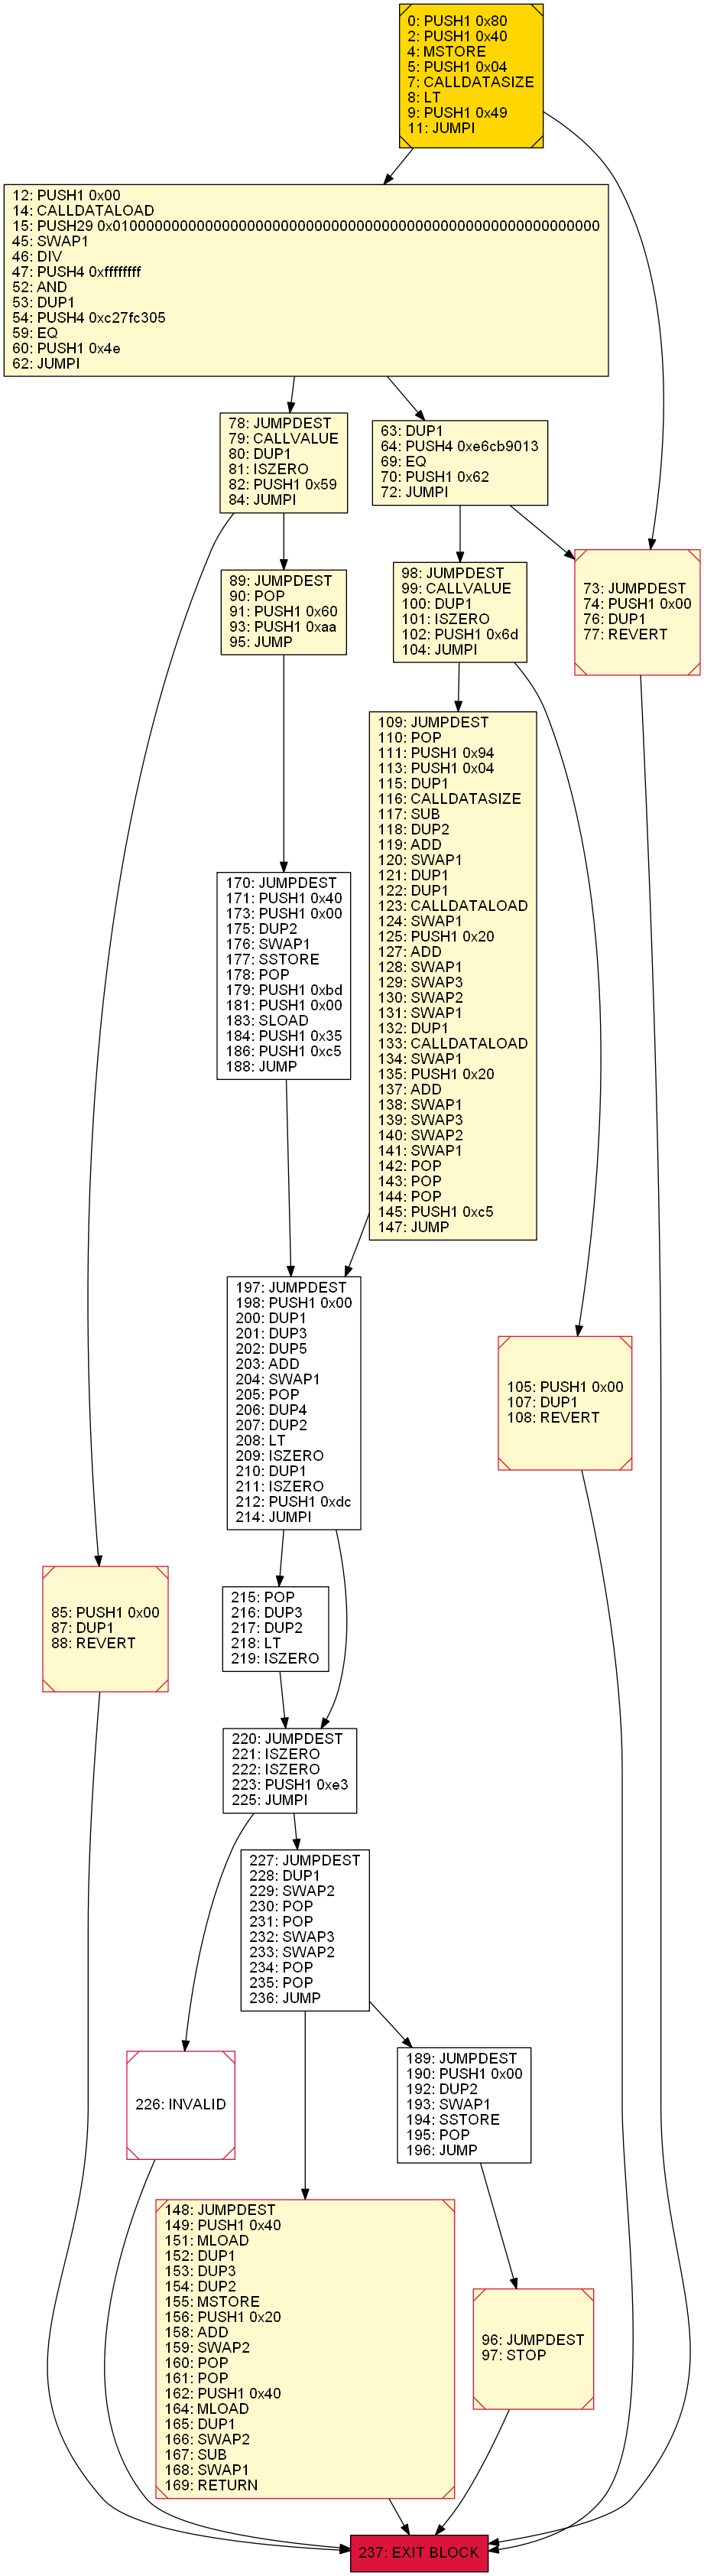 0: PUSH1 0x80
2: PUSH1 0x40
4: MSTORE
5: PUSH1 0x04
7: CALLDATASIZE
8: LT
9: PUSH1 0x49
11: JUMPI
12: PUSH1 0x00
14: CALLDATALOAD
15: PUSH29 0x0100000000000000000000000000000000000000000000000000000000
45: SWAP1
46: DIV
47: PUSH4 0xffffffff
52: AND
53: DUP1
54: PUSH4 0xc27fc305
59: EQ
60: PUSH1 0x4e
62: JUMPI
78: JUMPDEST
79: CALLVALUE
80: DUP1
81: ISZERO
82: PUSH1 0x59
84: JUMPI
63: DUP1
64: PUSH4 0xe6cb9013
69: EQ
70: PUSH1 0x62
72: JUMPI
89: JUMPDEST
90: POP
91: PUSH1 0x60
93: PUSH1 0xaa
95: JUMP
98: JUMPDEST
99: CALLVALUE
100: DUP1
101: ISZERO
102: PUSH1 0x6d
104: JUMPI
73: JUMPDEST
74: PUSH1 0x00
76: DUP1
77: REVERT
109: JUMPDEST
110: POP
111: PUSH1 0x94
113: PUSH1 0x04
115: DUP1
116: CALLDATASIZE
117: SUB
118: DUP2
119: ADD
120: SWAP1
121: DUP1
122: DUP1
123: CALLDATALOAD
124: SWAP1
125: PUSH1 0x20
127: ADD
128: SWAP1
129: SWAP3
130: SWAP2
131: SWAP1
132: DUP1
133: CALLDATALOAD
134: SWAP1
135: PUSH1 0x20
137: ADD
138: SWAP1
139: SWAP3
140: SWAP2
141: SWAP1
142: POP
143: POP
144: POP
145: PUSH1 0xc5
147: JUMP
170: JUMPDEST
171: PUSH1 0x40
173: PUSH1 0x00
175: DUP2
176: SWAP1
177: SSTORE
178: POP
179: PUSH1 0xbd
181: PUSH1 0x00
183: SLOAD
184: PUSH1 0x35
186: PUSH1 0xc5
188: JUMP
197: JUMPDEST
198: PUSH1 0x00
200: DUP1
201: DUP3
202: DUP5
203: ADD
204: SWAP1
205: POP
206: DUP4
207: DUP2
208: LT
209: ISZERO
210: DUP1
211: ISZERO
212: PUSH1 0xdc
214: JUMPI
105: PUSH1 0x00
107: DUP1
108: REVERT
85: PUSH1 0x00
87: DUP1
88: REVERT
215: POP
216: DUP3
217: DUP2
218: LT
219: ISZERO
220: JUMPDEST
221: ISZERO
222: ISZERO
223: PUSH1 0xe3
225: JUMPI
227: JUMPDEST
228: DUP1
229: SWAP2
230: POP
231: POP
232: SWAP3
233: SWAP2
234: POP
235: POP
236: JUMP
226: INVALID
189: JUMPDEST
190: PUSH1 0x00
192: DUP2
193: SWAP1
194: SSTORE
195: POP
196: JUMP
148: JUMPDEST
149: PUSH1 0x40
151: MLOAD
152: DUP1
153: DUP3
154: DUP2
155: MSTORE
156: PUSH1 0x20
158: ADD
159: SWAP2
160: POP
161: POP
162: PUSH1 0x40
164: MLOAD
165: DUP1
166: SWAP2
167: SUB
168: SWAP1
169: RETURN
96: JUMPDEST
97: STOP
237: EXIT BLOCK